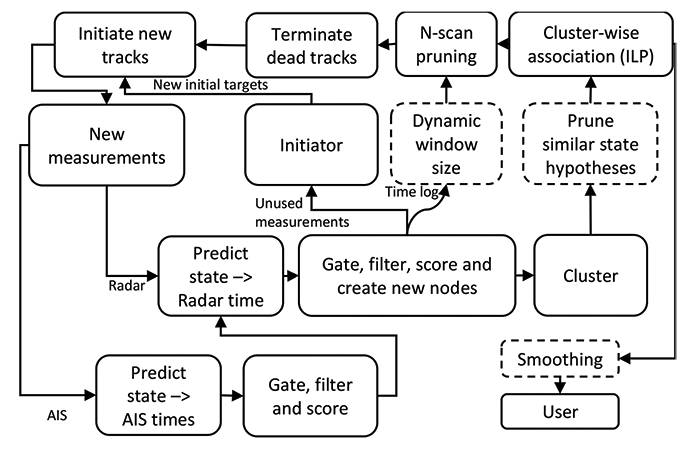 Initiate new
tracks
Terminate
dead tracks
N-scan
pruning
Cluster-wise
association (ILP)
New initial targets
New
measurements
Initiator
Dynamic
window
size
Prune
similar state
hypotheses
Time log
Unused
measurements
Predict
state –>
Radar time
Gate, filter, score and
create new nodes
Cluster
Radar
Predict
state –>
AIS times
Gate, filter
and score
Smoothing
AIS
User